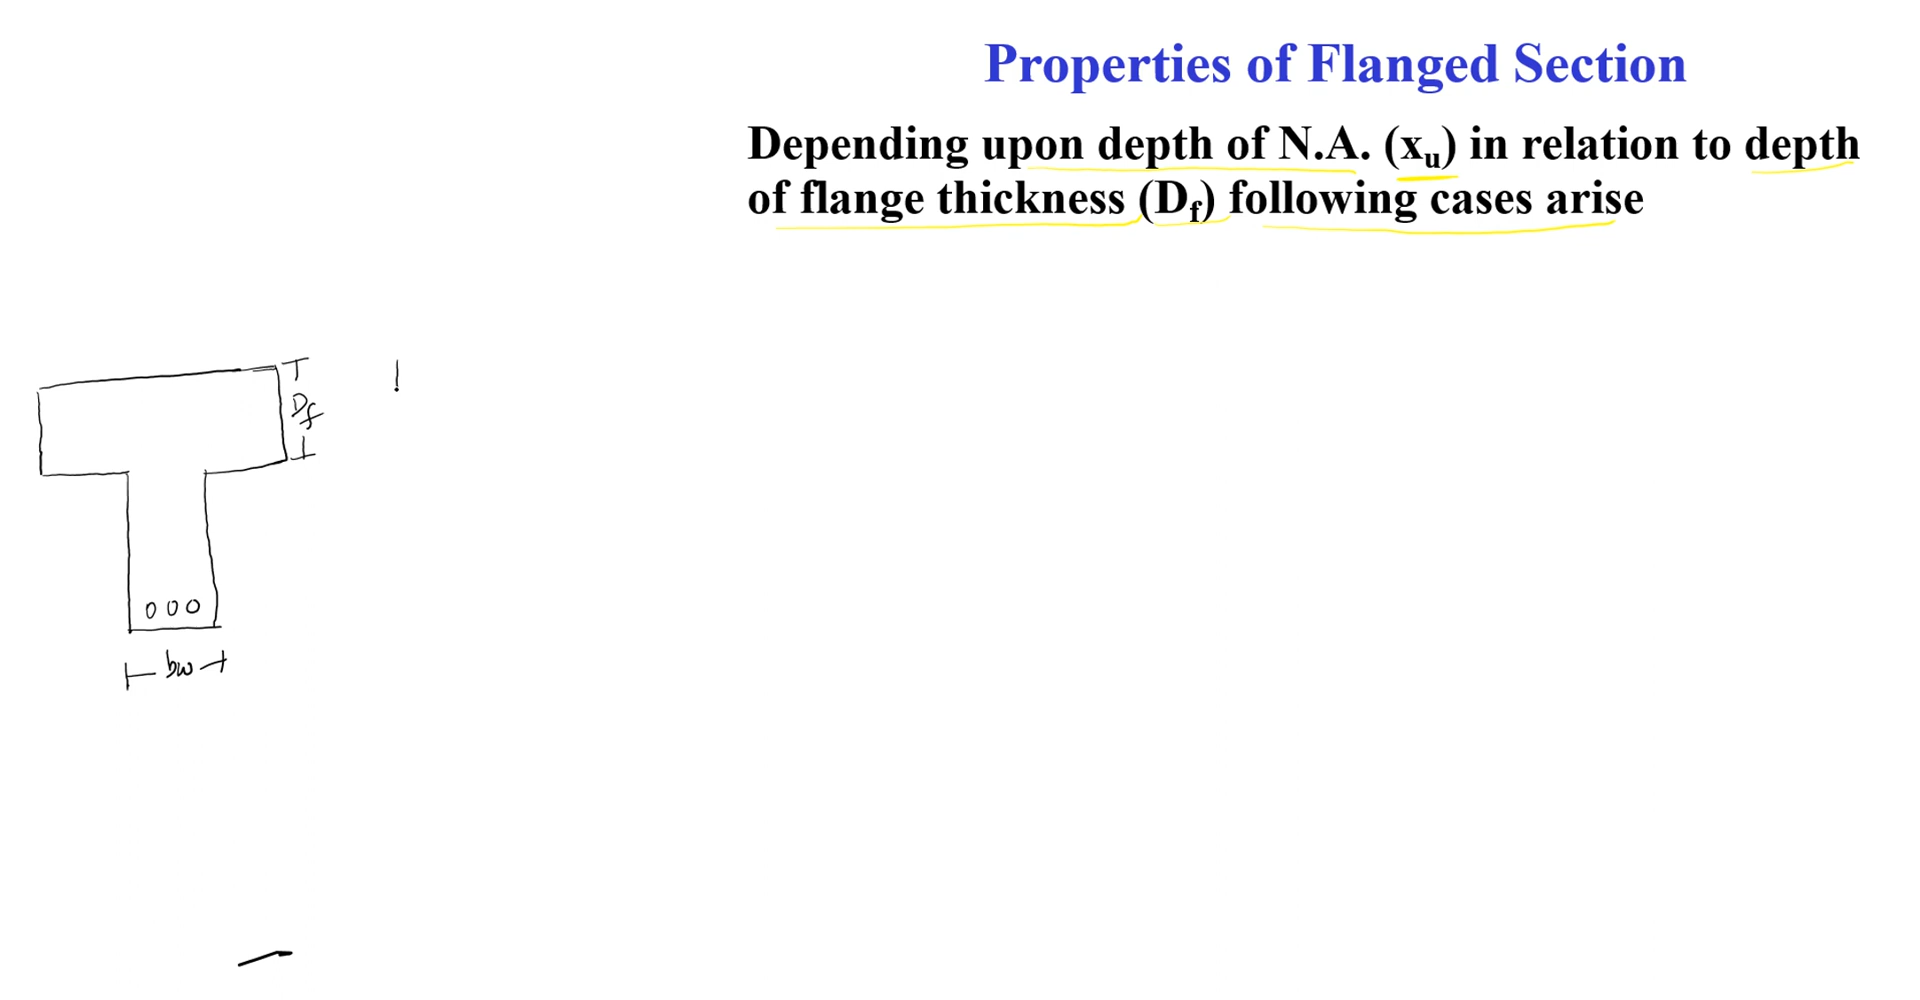 Properties of Flanged Section
Depending upon depth of N.A. (xu) in relation to depth
of flange thickness (Df) following cases arise
Df
bw